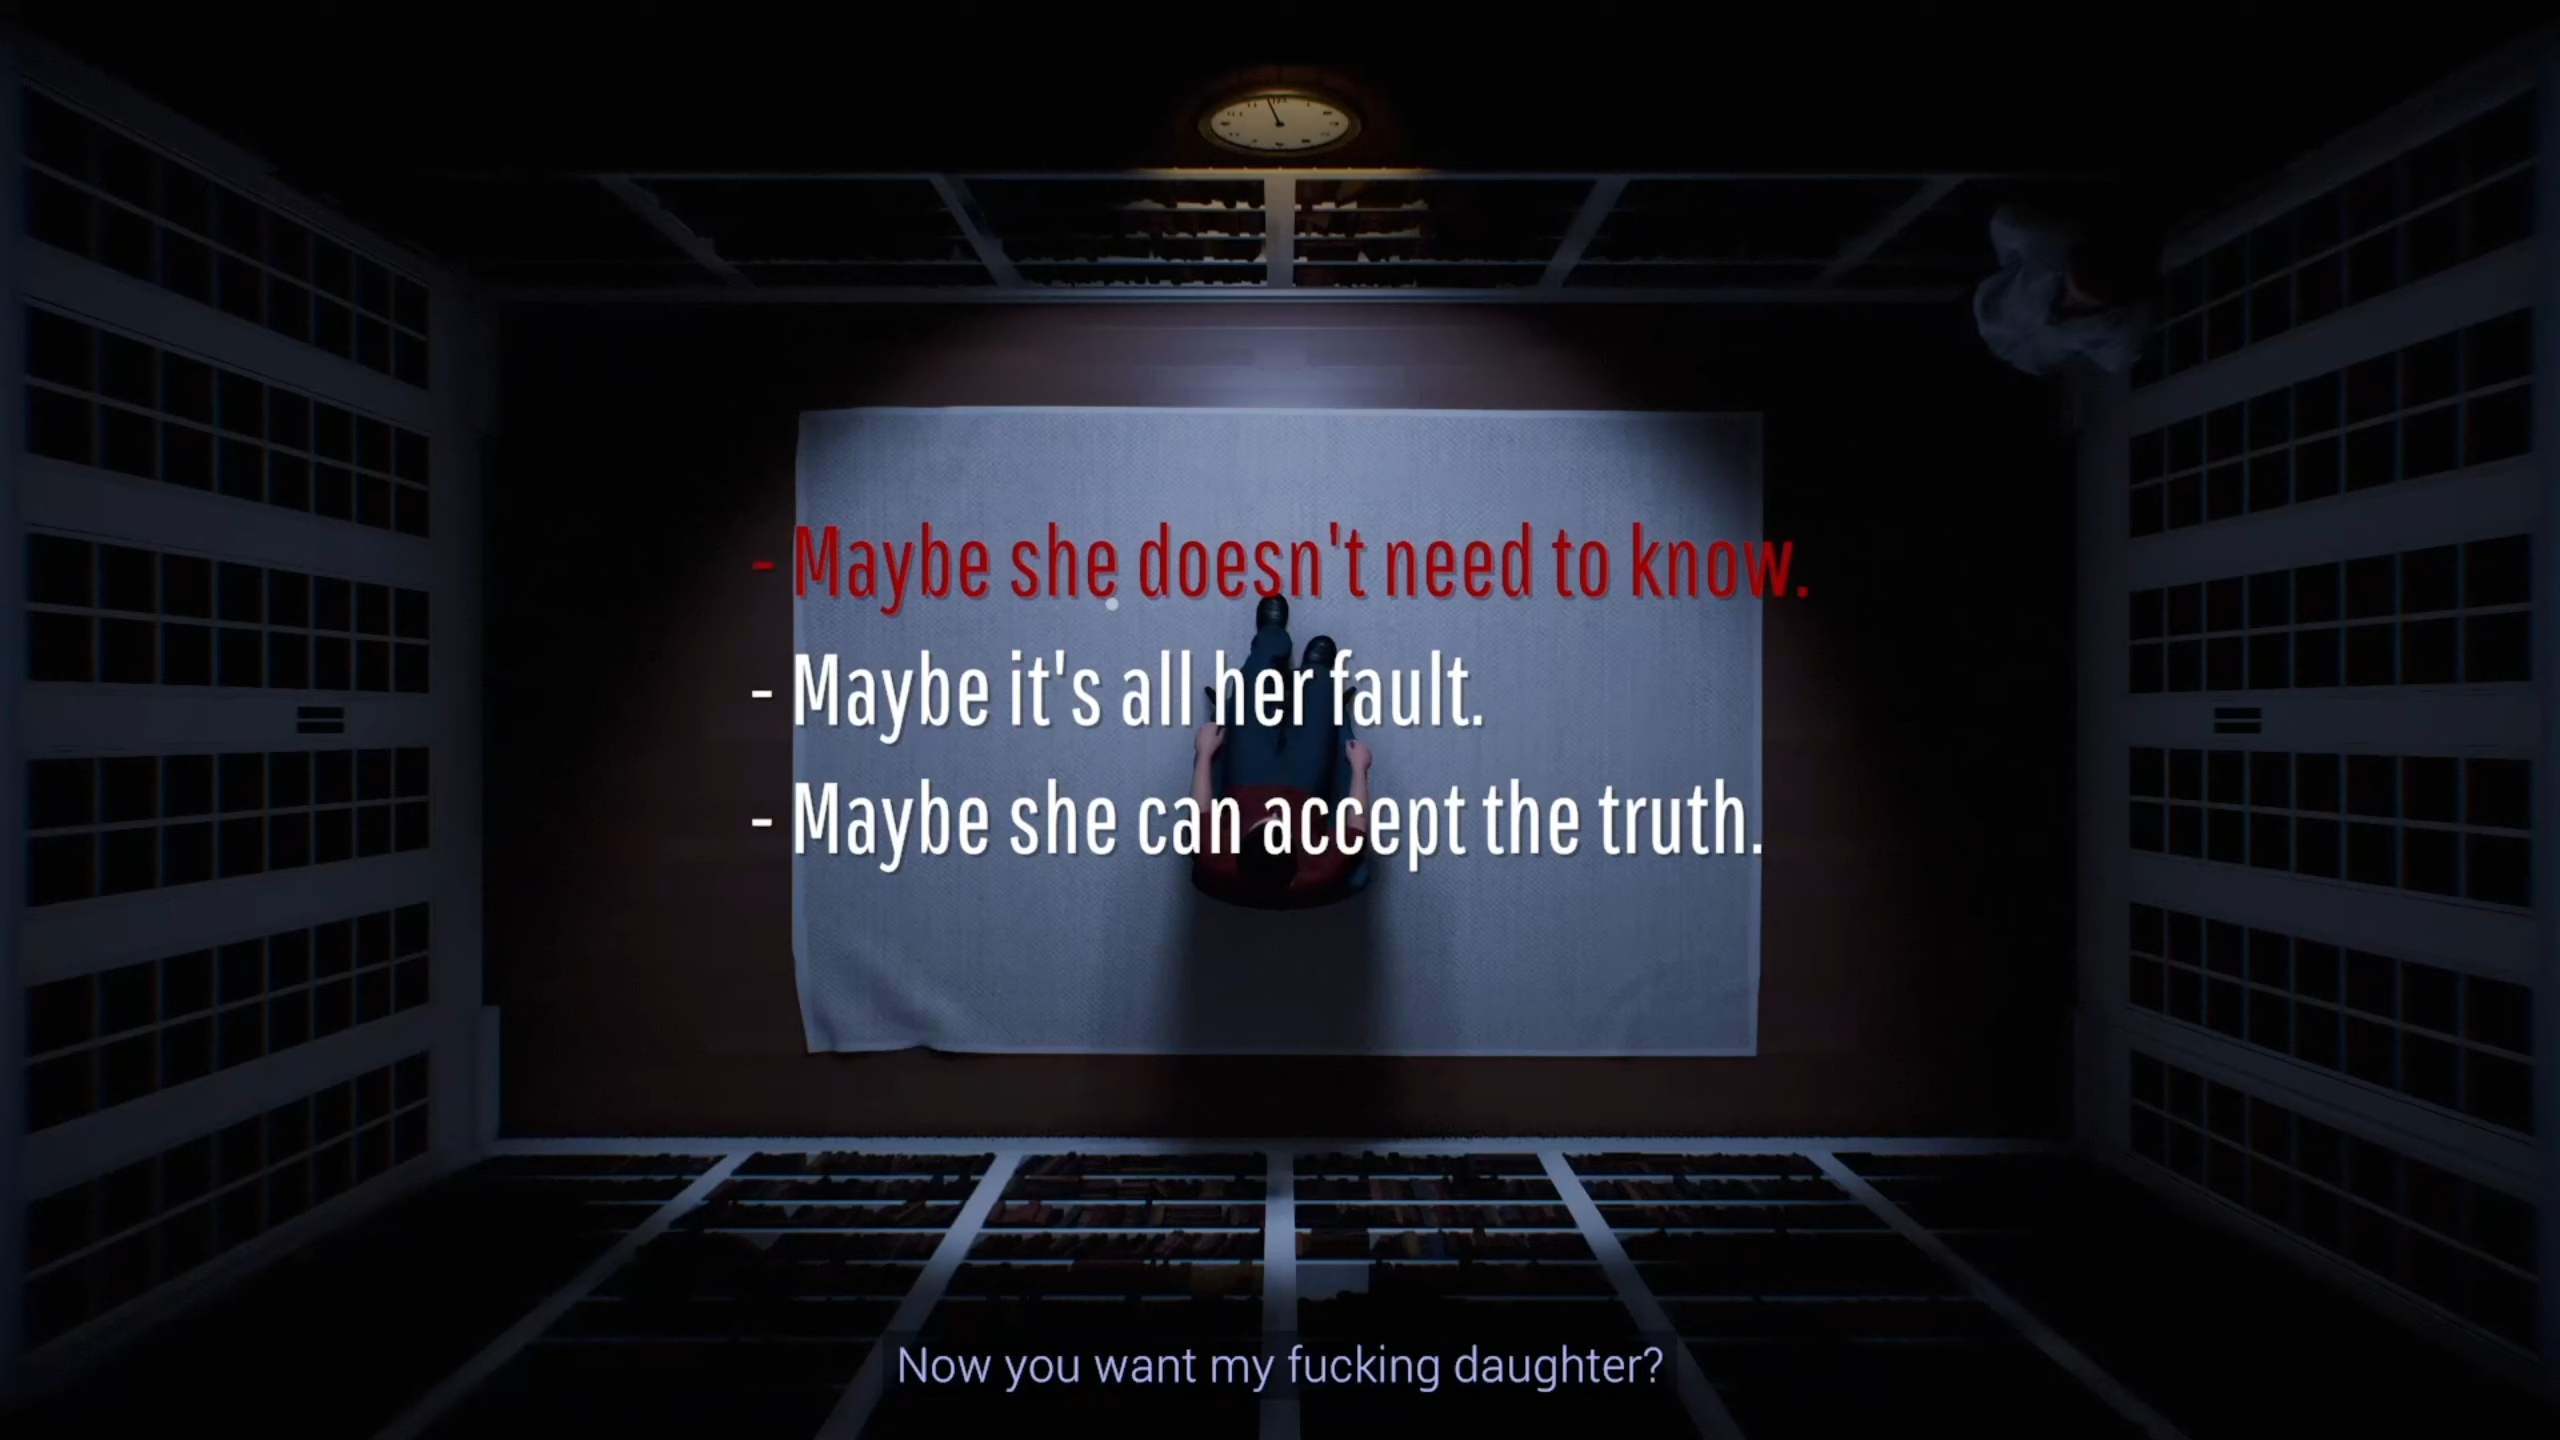 - Maybe she doesn't need to know.
- Maybe it's all her fault.
- Maybe she can accept the truth.
Now you want my fucking daughter?